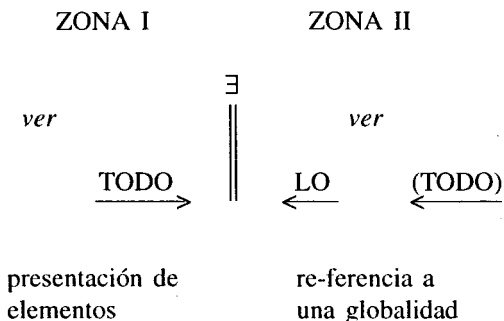 ZONA I ZONA II
∃
ver ver
TODO LO (TODO)
presentación de re-ferencia a
elementos una globalidad